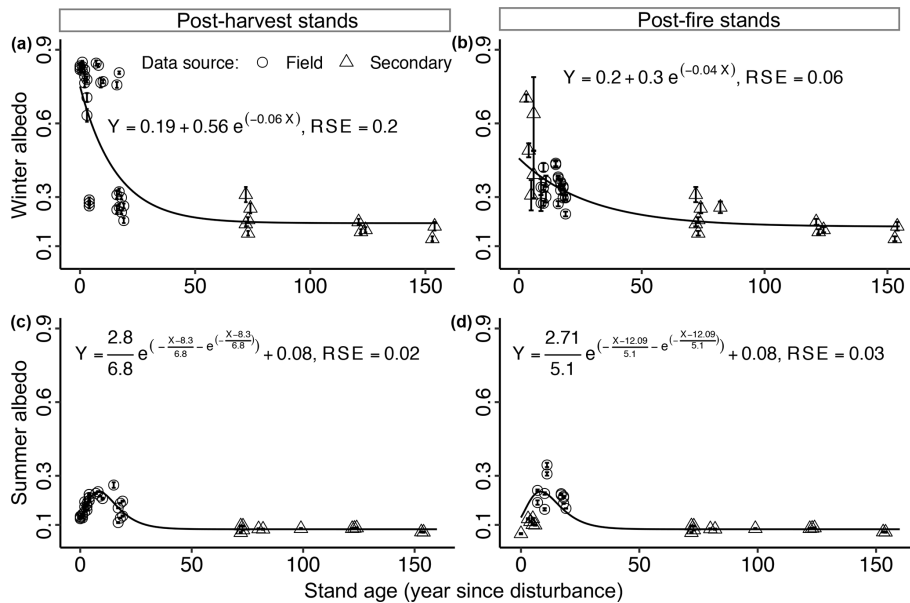 Post-harvest stands
Post-fire stands
(a)
Data source: Field Secondary
Y = 0.19 + 0.56 e^(-0.06 X), RSE = 0.2
Winter albedo
0.9
0.6
0.3
0.1
0 50 100 150
(b)
Y = 0.2 + 0.3 e^(-0.04 X), RSE = 0.06
0.9
0.6
0.3
0.1
0 50 100 150
(c)
Y = 2.8/6.8 e^(-X-8.3/6.8 - e^(-X-8.3/6.8)) + 0.08, RSE = 0.02
Summer albedo
0.9
0.6
0.3
0.1
0 50 100 150
(d)
Y = 2.71/5.1 e^(-X-12.09/5.1 - e^(-X-12.09/5.1)) + 0.08, RSE = 0.03
0.9
0.6
0.3
0.1
0 50 100 150
Stand age (year since disturbance)